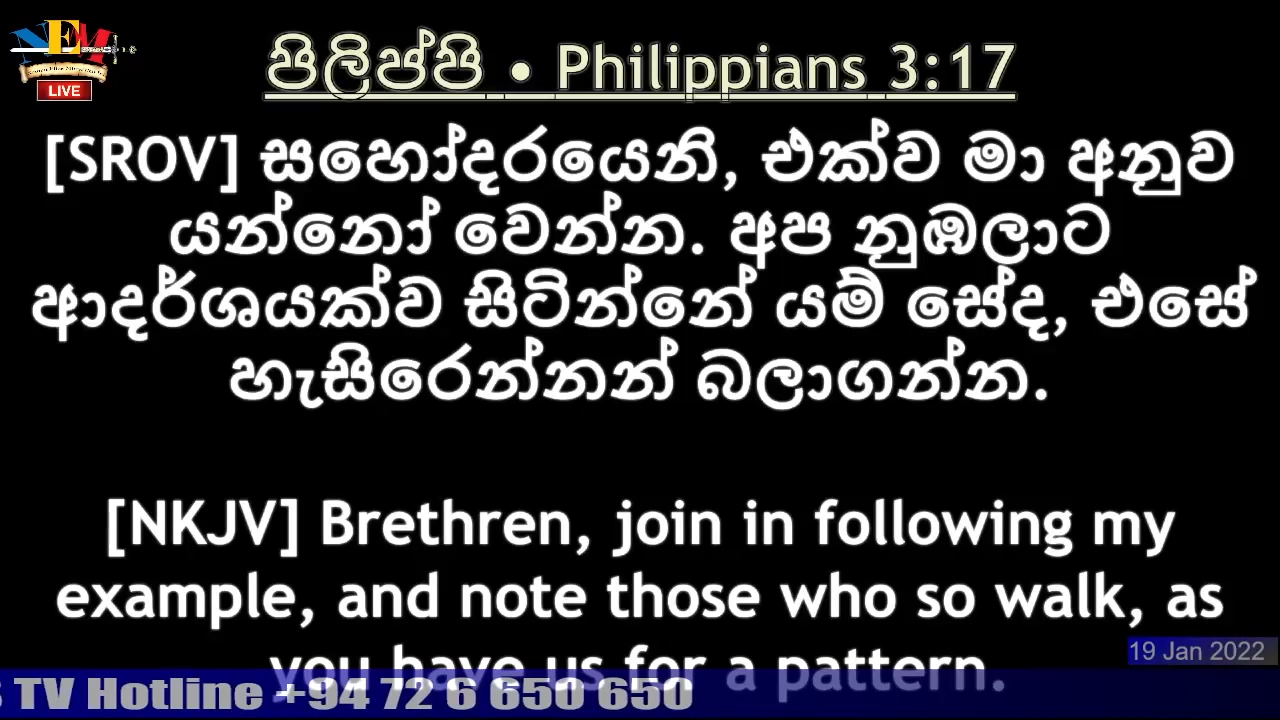 NEM
LIVE
පිලිප්පි • Philippians 3:17
[SROV] සහෝදරයෙනි, එක්ව මා අනුව
යන්නෝ වෙන්න. අප නුඹලාට
ආදර්ශයක්ව සිටින්නේ යම් සේද, එසේ
හැසිරෙන්නන් බලාගන්න.
[NKJV] Brethren, join in following my
example, and note those who so walk, as
you have us for a pattern.
19 Jan 2022
S TV Hotline +94 72 6 650 650